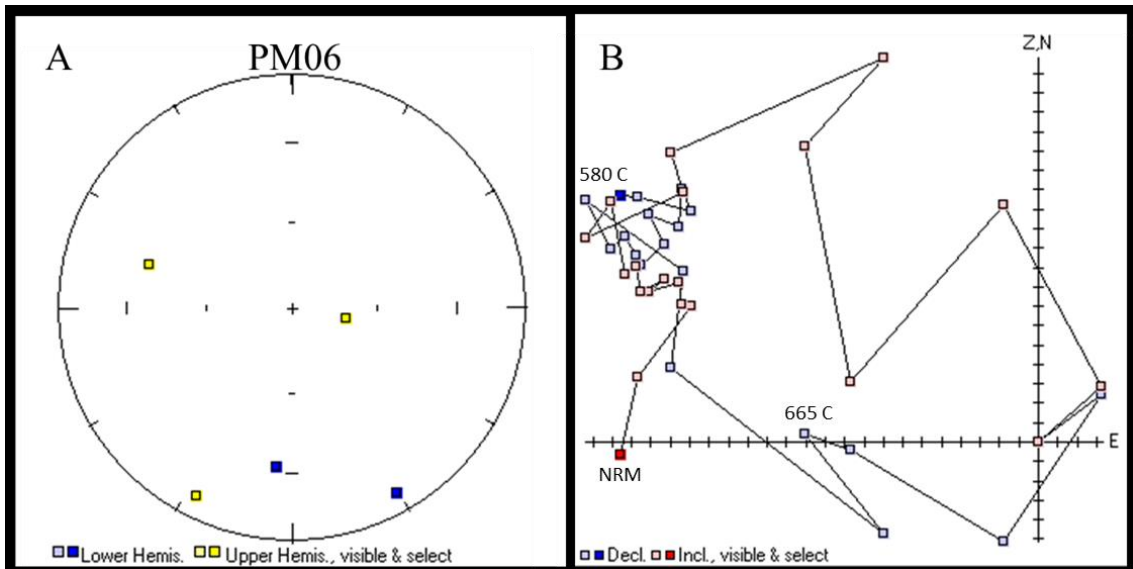 A
PM06
Lower Hemis.
Upper Hemis., visible & select
B
Z,N
580 C
665 C
E
NRM
Decl.
Incl., visible & select